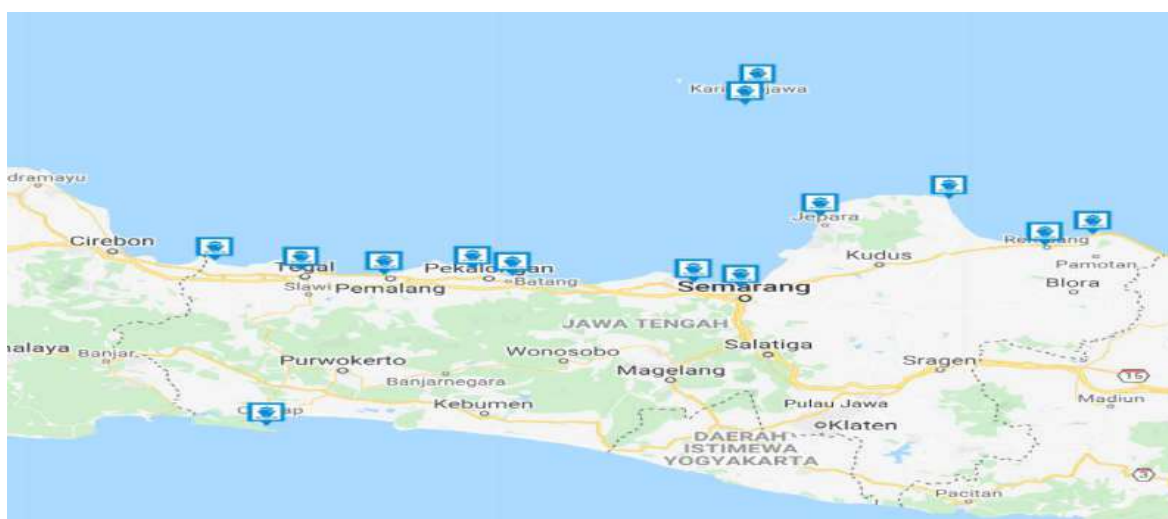 dramayu
Cirebon
Slawi
Pemalang
Batang
Semarang
Jepara
Kudus
Pamotan
Blora
JAWA TENGAH
alaya
Banjar
Purwokerto
Wonosobo
Banjarnegara
Magelang
Salatiga
Sragen
15
Madiun
Kebumen
Pulau Jawa
Klaten
DAERAH
ISTIMEWA
YOGYAKARTA
3
Pacitan